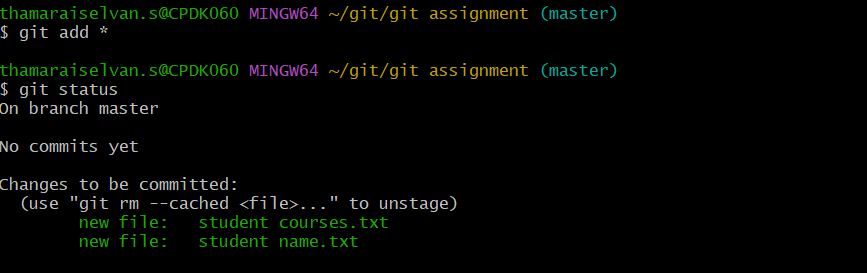 thamaraiselvan.s@CPDK060 MINGW64 ~/git/git assignment (master)
$ git add *
thamaraiselvan.s@CPDK060 MINGW64 ~/git/git assignment (master)
$ git status
On branch master
No commits yet
Changes to be committed:
  (use "git rm --cached <file>..." to unstage)
        new file:   student courses.txt
        new file:   student name.txt